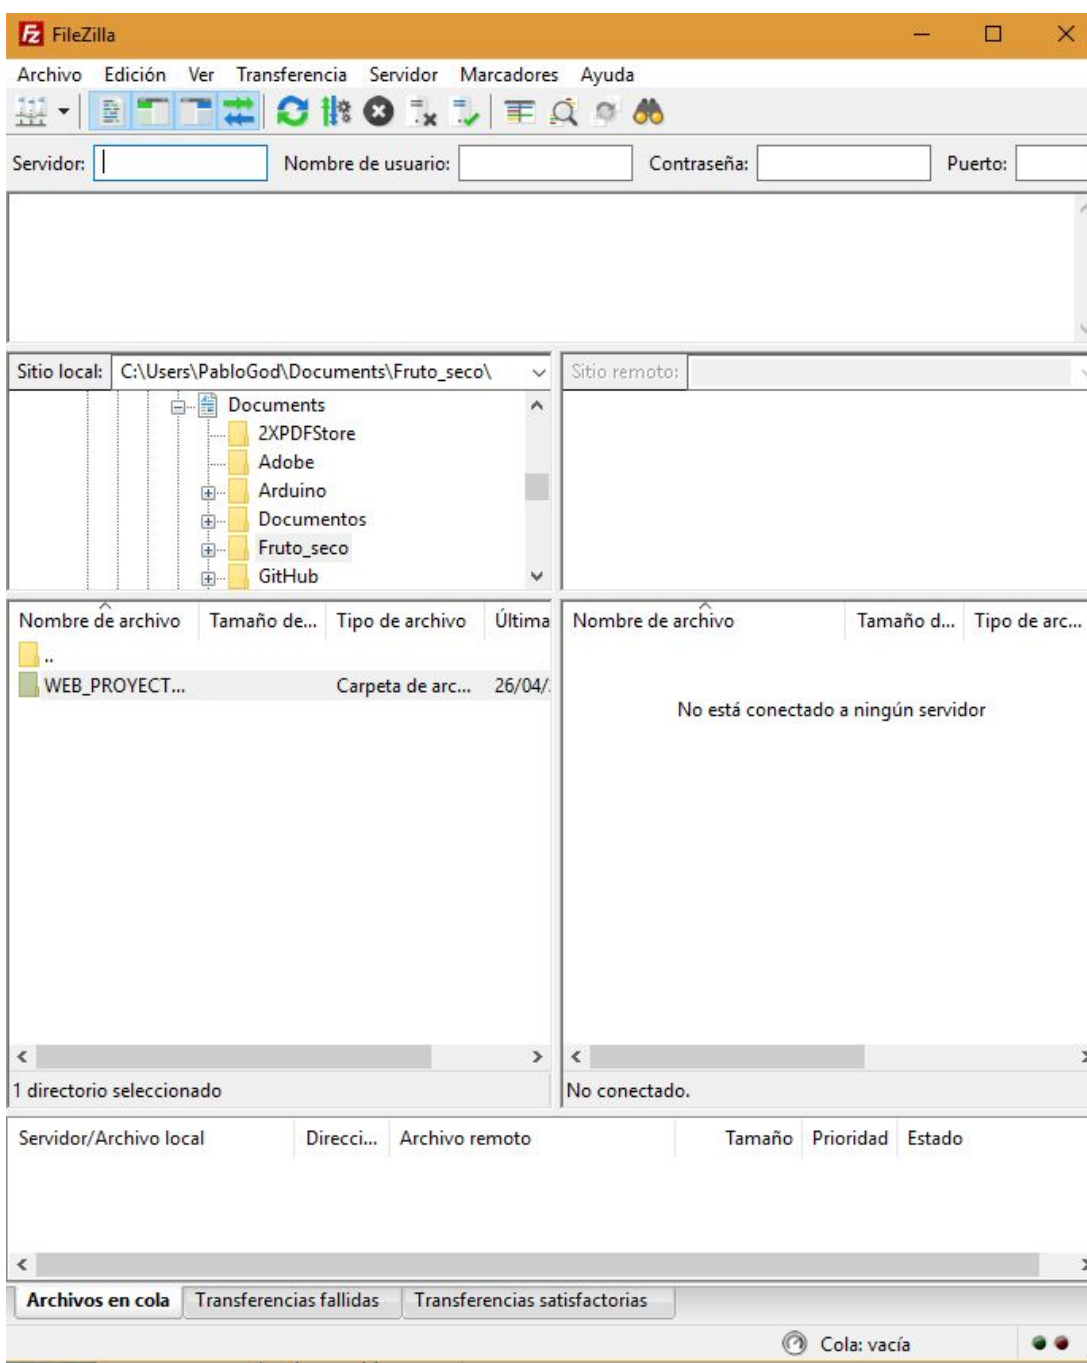 FileZilla
Archivo Edición Ver Transferencia Servidor Marcadores Ayuda
Servidor: Nombre de usuario: Contraseña: Puerto:
Sitio local: C:\Users\PabloGod\Documents\Fruto_seco\
Sitio remoto:
Documents
2XPDFStore
Adobe
Arduino
Documentos
Fruto_seco
GitHub
Nombre de archivo Tamaño de... Tipo de archivo Última
..
WEB_PROYECT... Carpeta de arc... 26/04/
1 directorio seleccionado
Nombre de archivo Tamaño d... Tipo de arc...
No está conectado a ningún servidor
No conectado.
Servidor/Archivo local Direcci... Archivo remoto Tamaño Prioridad Estado
Archivos en cola Transferencias fallidas Transferencias satisfactorias
Cola: vacía